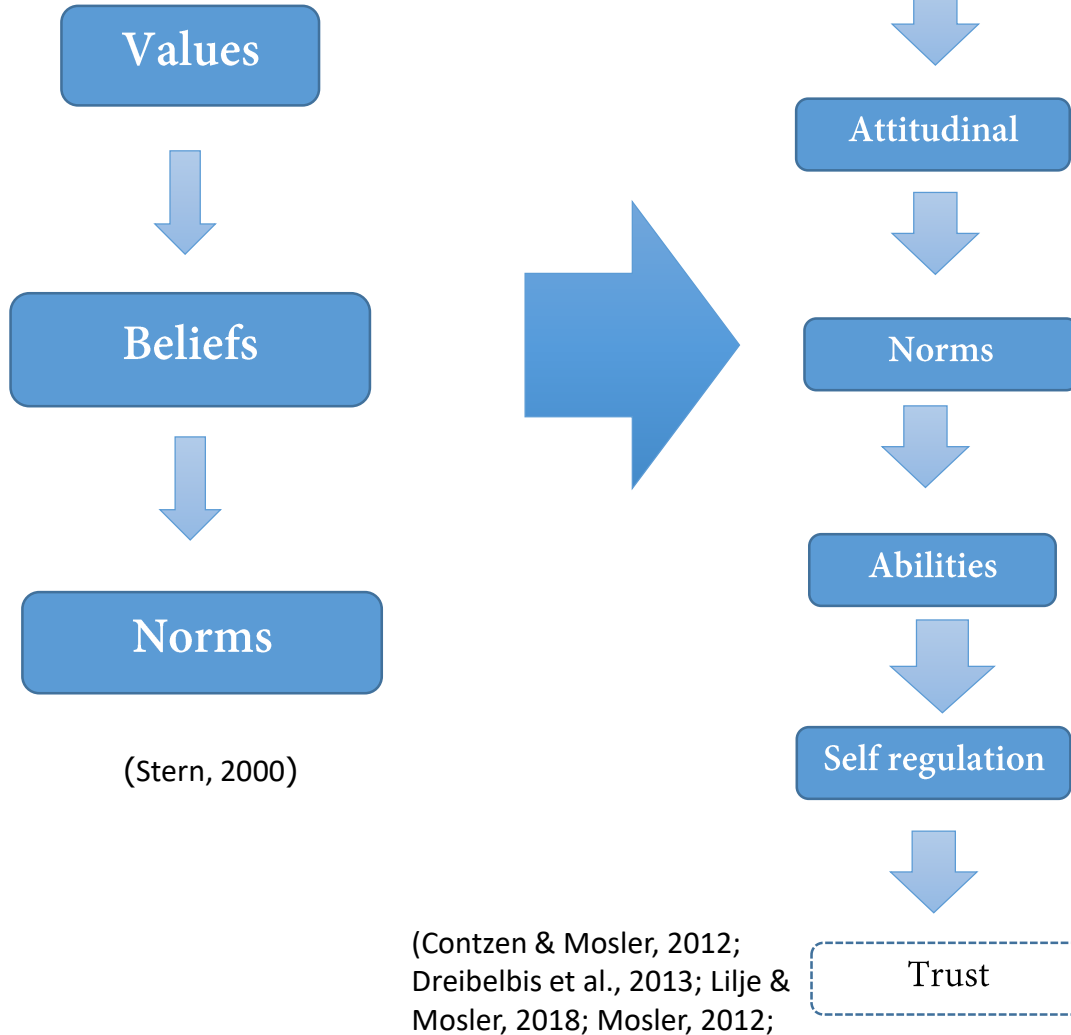 Values
Beliefs
Norms
(Stern, 2000)
Attitudinal
Norms
Abilities
Self regulation
Trust
(Contzen & Mosler, 2012;
Dreibelbis et al., 2013; Lilje &
Mosler, 2018; Mosler, 2012;